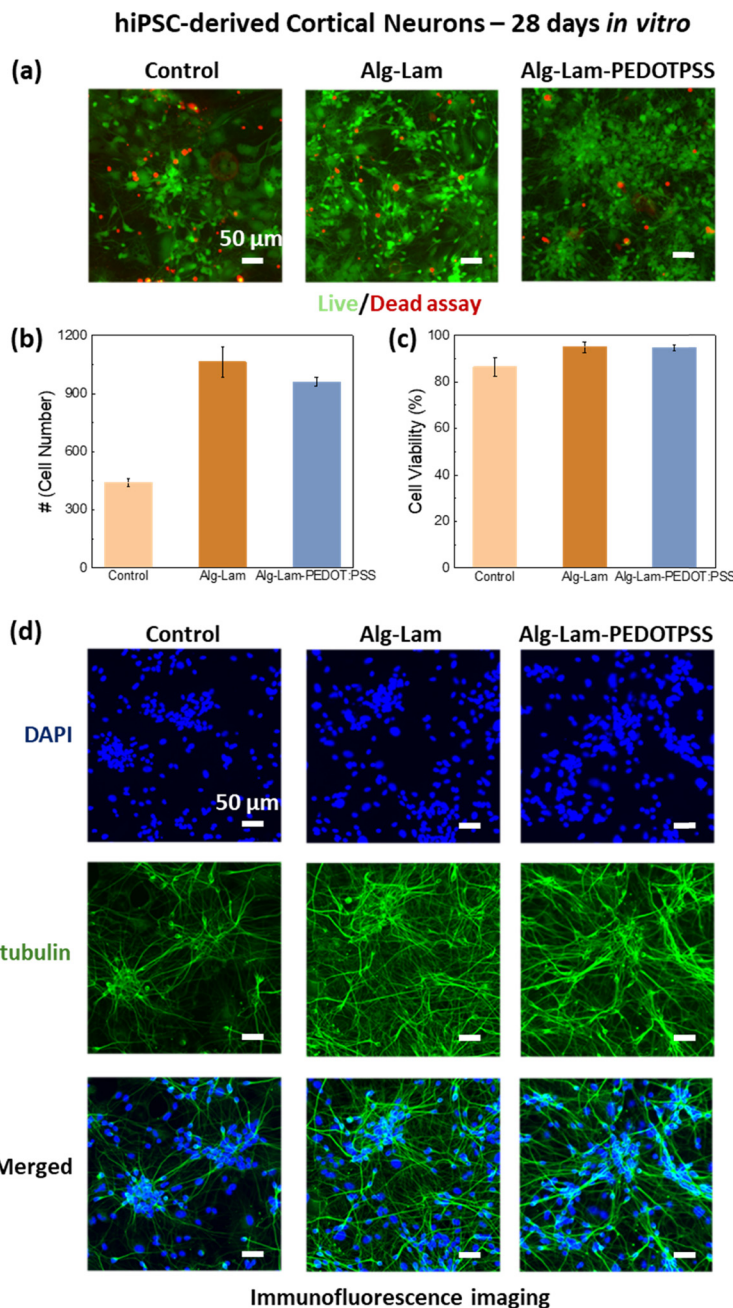 hiPSC-derived Cortical Neurons – 28 days in vitro
(a)
Control
Alg-Lam
Alg-Lam-PEDOTPSS
50 µm
Live/Dead assay
(b)
# (Cell Number)
1200
900
600
300
0
Control
Alg-Lam
Alg-Lam-PEDOT:PSS
(c)
Cell Viability (%)
100
80
60
40
20
0
Control
Alg-Lam
Alg-Lam-PEDOT:PSS
(d)
Control
Alg-Lam
Alg-Lam-PEDOTPSS
DAPI
50 µm
tubulin
Merged
Immunofluorescence imaging